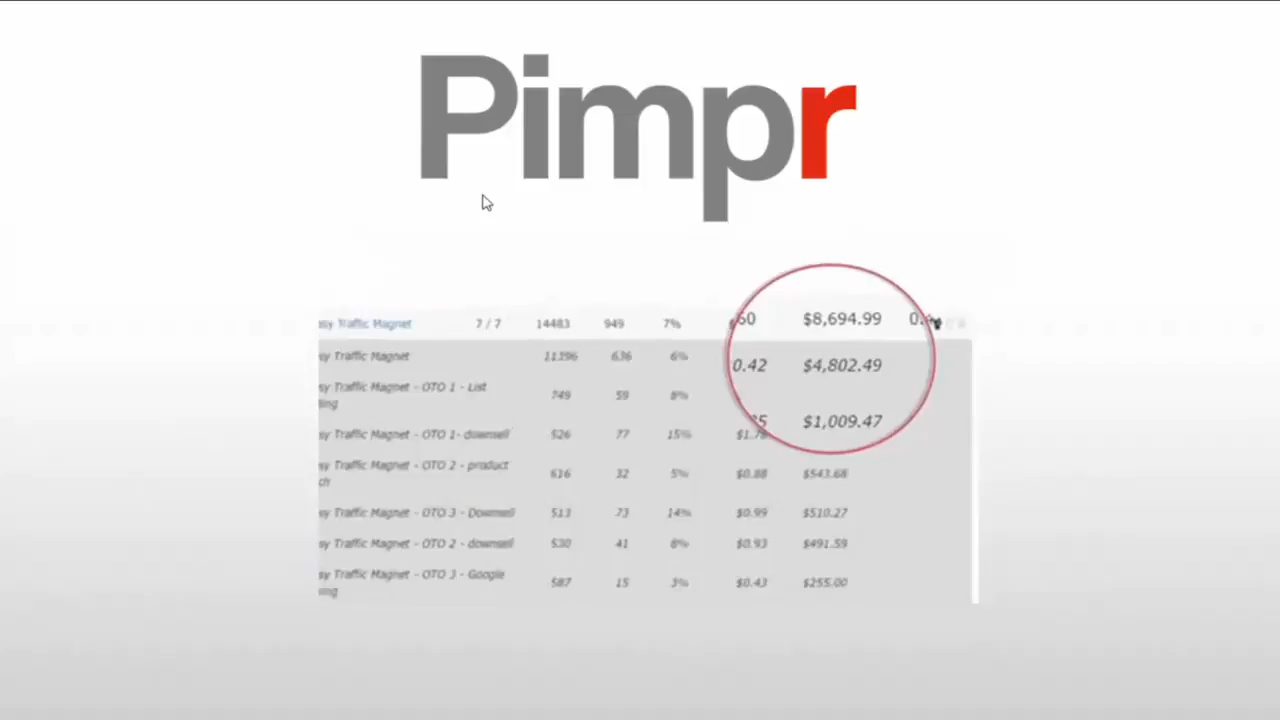 Pimpr
sy Traffic Magnet 7 / 7 14483 949 7% $8,694.99
sy Traffic Magnet 11396 636 6% 0.42 $4,802.49
sy Traffic Magnet - OTO 1 - List 749 59 8% $1,009.47
sy Traffic Magnet - OTO 1- downsell 526 77 15%
sy Traffic Magnet - OTO 2 - product 616 32 5% $0.88 $543.68
sy Traffic Magnet - OTO 3 - Downsell 513 73 14% $0.99 $510.27
sy Traffic Magnet - OTO 2 - downsell 530 41 8% $0.93 $491.59
sy Traffic Magnet - OTO 3 - Google 587 15 3% $0.43 $255.00